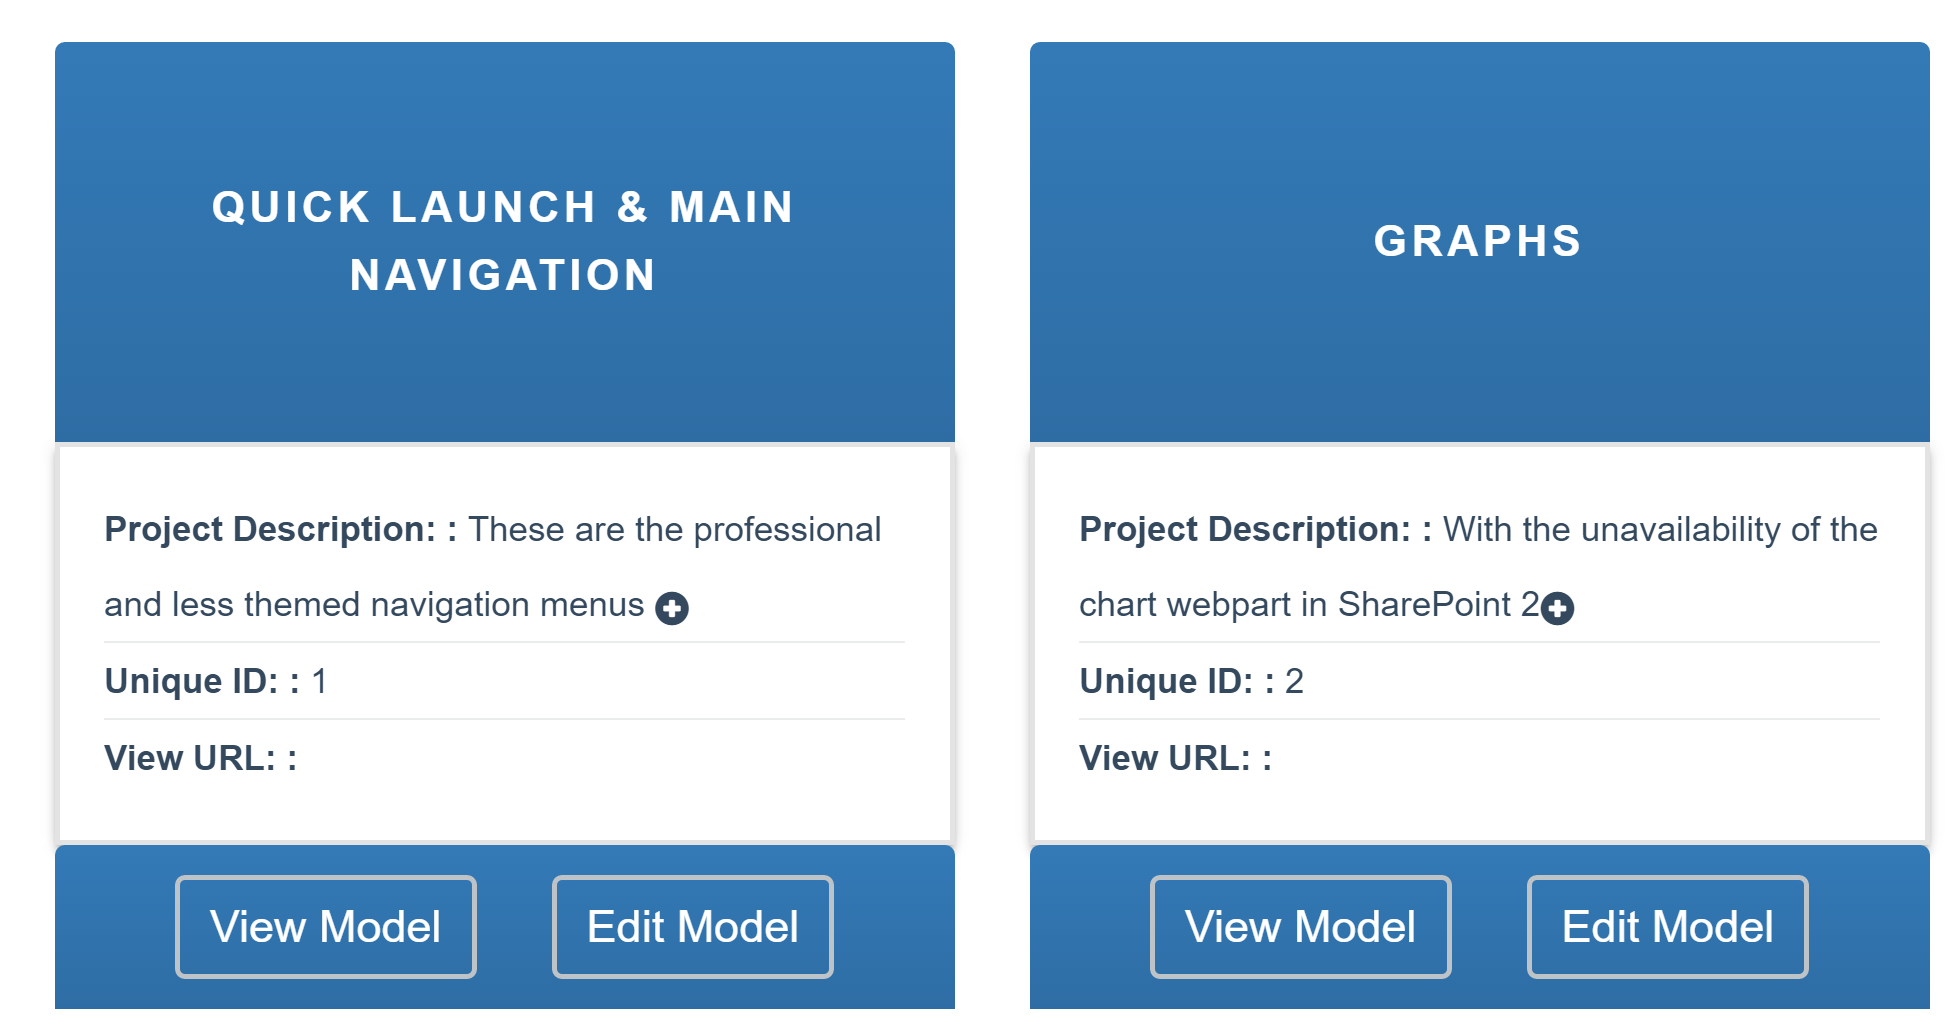 QUICK LAUNCH & MAIN
NAVIGATION
Project Description: : These are the professional
and less themed navigation menus
Unique ID: : 1
View URL: :
View Model
Edit Model
GRAPHS
Project Description: : With the unavailability of the
chart webpart in SharePoint 2
Unique ID: : 2
View URL: :
View Model
Edit Model